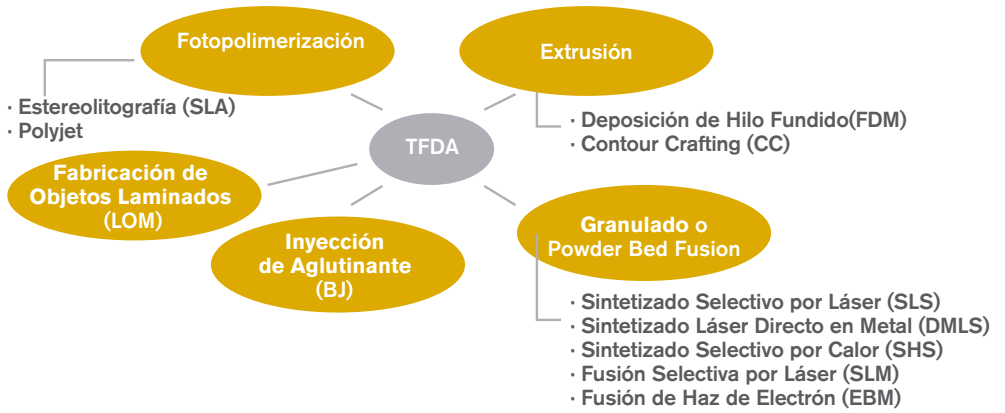 Fotopolimerización
Extrusión
· Estereolitografía (SLA)
· Polyjet
· Deposición de Hilo Fundido(FDM)
· Contour Crafting (CC)
TFDA
Fabricación de
Objetos Laminados
(LOM)
Inyección
de Aglutinante
(BJ)
Granulado o
Powder Bed Fusion
· Sintetizado Selectivo por Láser (SLS)
· Sintetizado Láser Directo en Metal (DMLS)
· Sintetizado Selectivo por Calor (SHS)
· Fusión Selectiva por Láser (SLM)
· Fusión de Haz de Electrón (EBM)